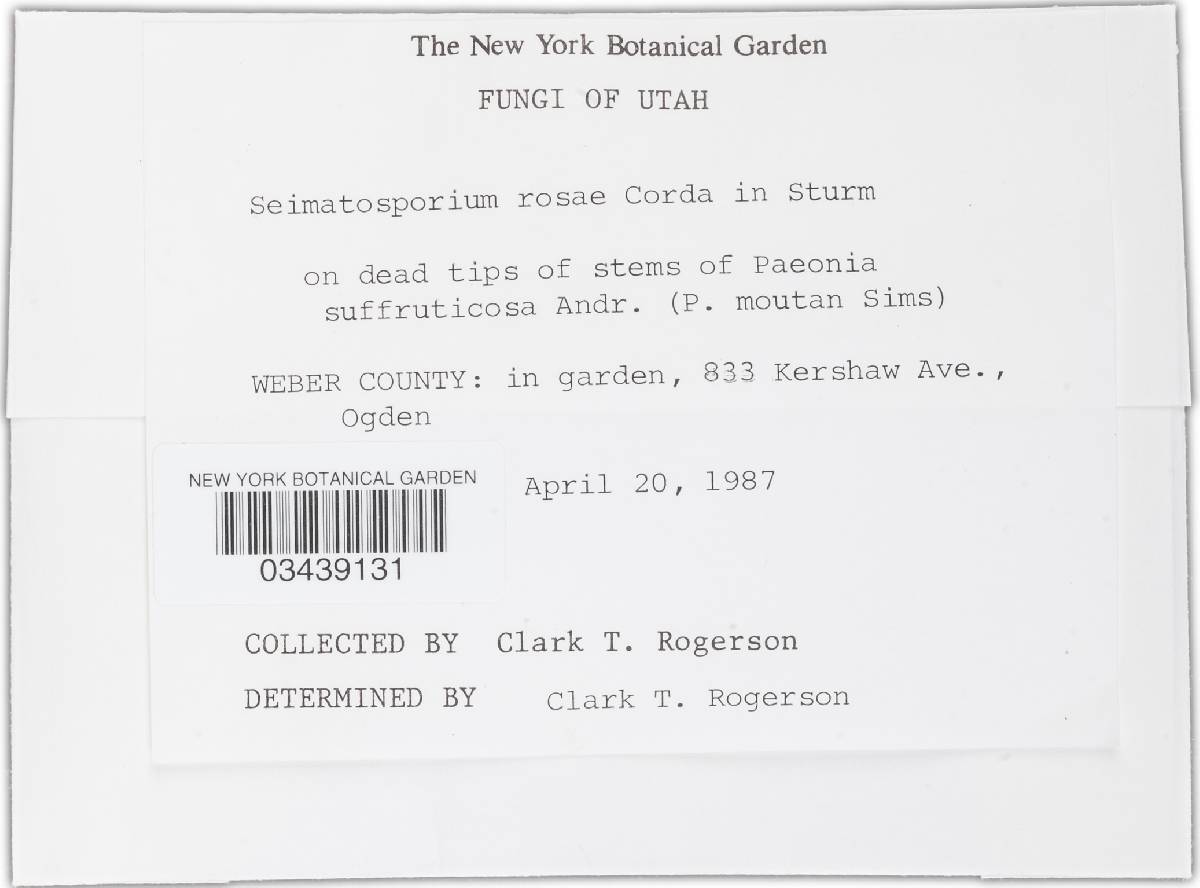 The New York Botanical Garden
FUNGI OF UTAH
Seimatosporium rosae Corda in Sturm
on dead tips of stems of Paeonia
suffruticosa Andr. (P. moutan Sims)
WEBER COUNTY: in garden, 833 Kershaw Ave.,
Ogden
NEW YORK BOTANICAL GARDEN
03439131
April 20, 1987
COLLECTED BY Clark T. Rogerson
DETERMINED BY Clark T. Rogerson